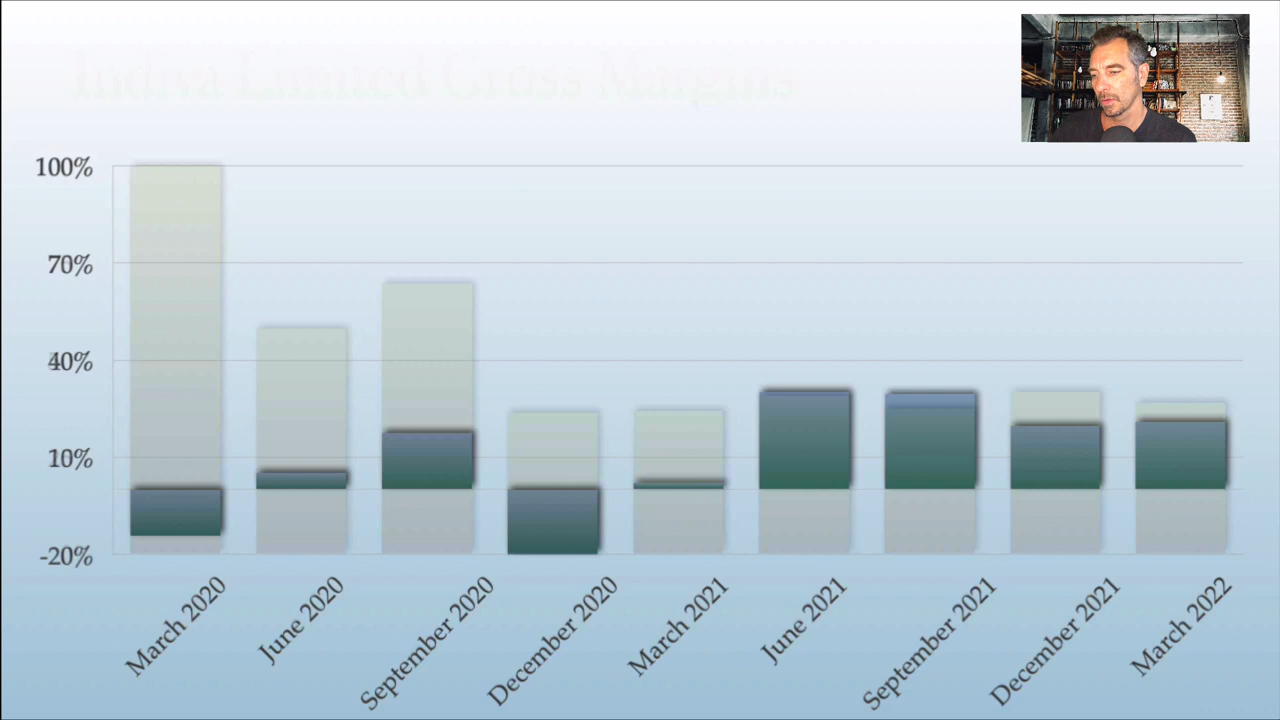 100%
70%
40%
10%
-20%
March 2020
June 2020
September 2020
December 2020
March 2021
June 2021
September 2021
December 2021
March 2022